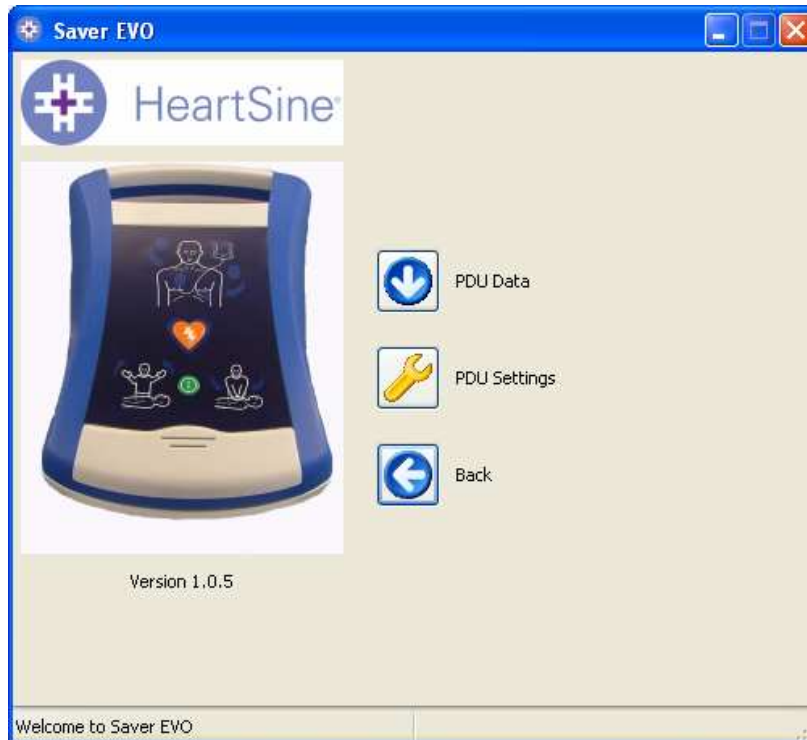 Saver EVO
HeartSine®
PDU Data
PDU Settings
Back
Version 1.0.5
Welcome to Saver EVO